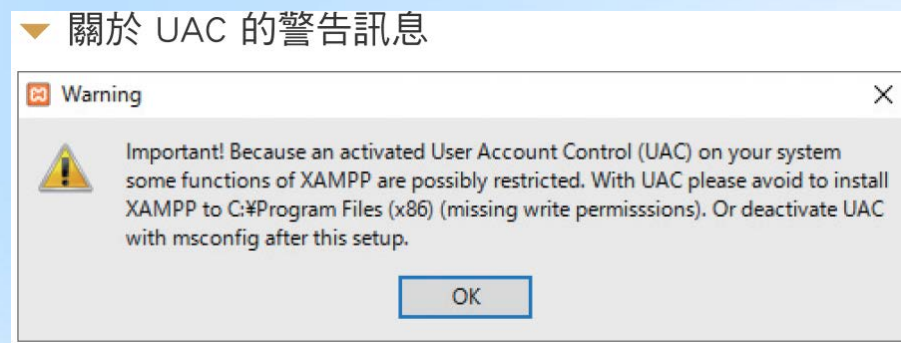 關於 UAC 的警告訊息
Warning
Important! Because an activated User Account Control (UAC) on your system
some functions of XAMPP are possibly restricted. With UAC please avoid to install
XAMPP to C:¥Program Files (x86) (missing write permisssions). Or deactivate UAC
with msconfig after this setup.
OK